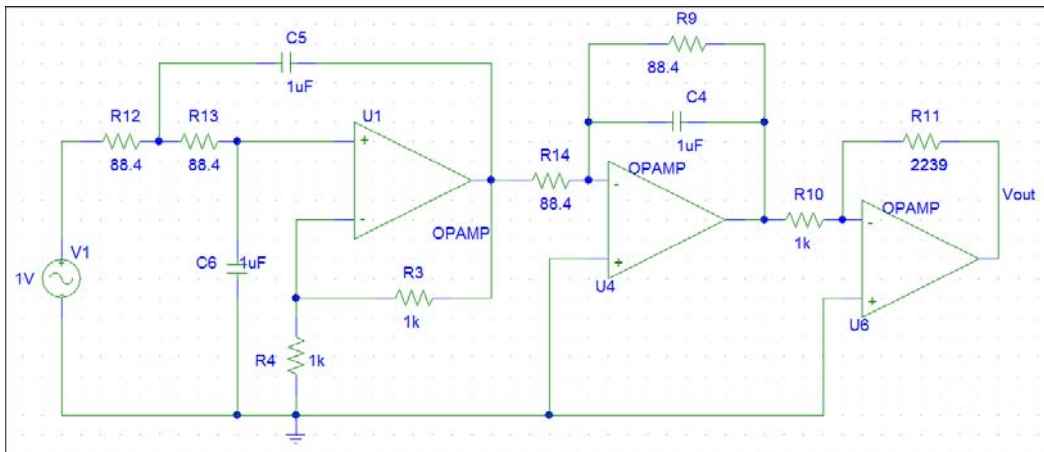 R9
88.4
C5
1uF
C4
1uF
R12
88.4
R13
88.4
U1
+
-
R14
88.4
OPAMP
-
+
U4
R11
2239
R10
1k
OPAMP
-
+
U6
Vout
OPAMP
V1
1V
+
-
C6
1uF
R3
1k
R4
1k